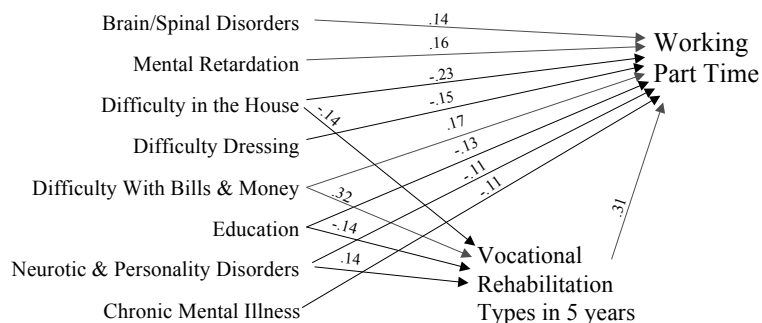 Brain/Spinal Disorders
.14
Mental Retardation
.16
Working
Part Time
Difficulty in the House
-.23
-.14
-.15
Difficulty Dressing
.17
-.13
Difficulty With Bills & Money
.32
-.11
-.11
Education
-.14
.31
Neurotic & Personality Disorders
.14
Vocational
Rehabilitation
Types in 5 years
Chronic Mental Illness